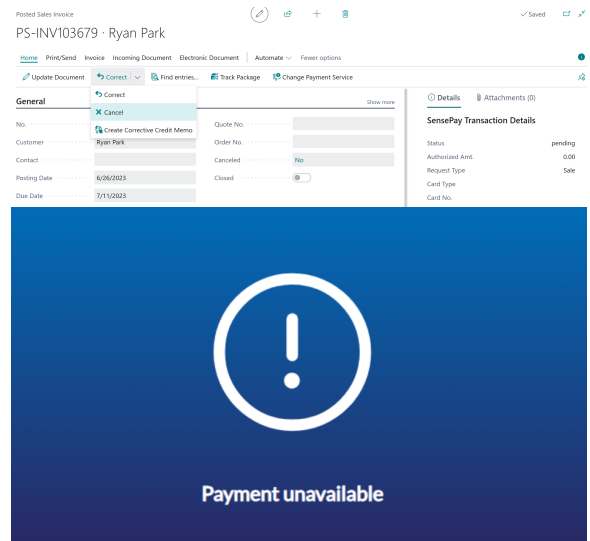 Posted Sales Invoice
Saved
PS-INV103679 · Ryan Park
Home Print/Send Invoice Incoming Document Electronic Document Automate Fewer options
Update Document Correct Find entries... Track Package Change Payment Service
Correct
Cancel
Create Corrective Credit Memo
General
Show more
No.
Quote No.
Customer Ryan Park
Order No.
Contact
Canceled No
Posting Date 6/26/2023
Closed
Due Date 7/11/2023
Details Attachments (0)
SensePay Transaction Details
Status pending
Authorized Amt. 0.00
Request Type Sale
Card Type
Card No.
Payment unavailable